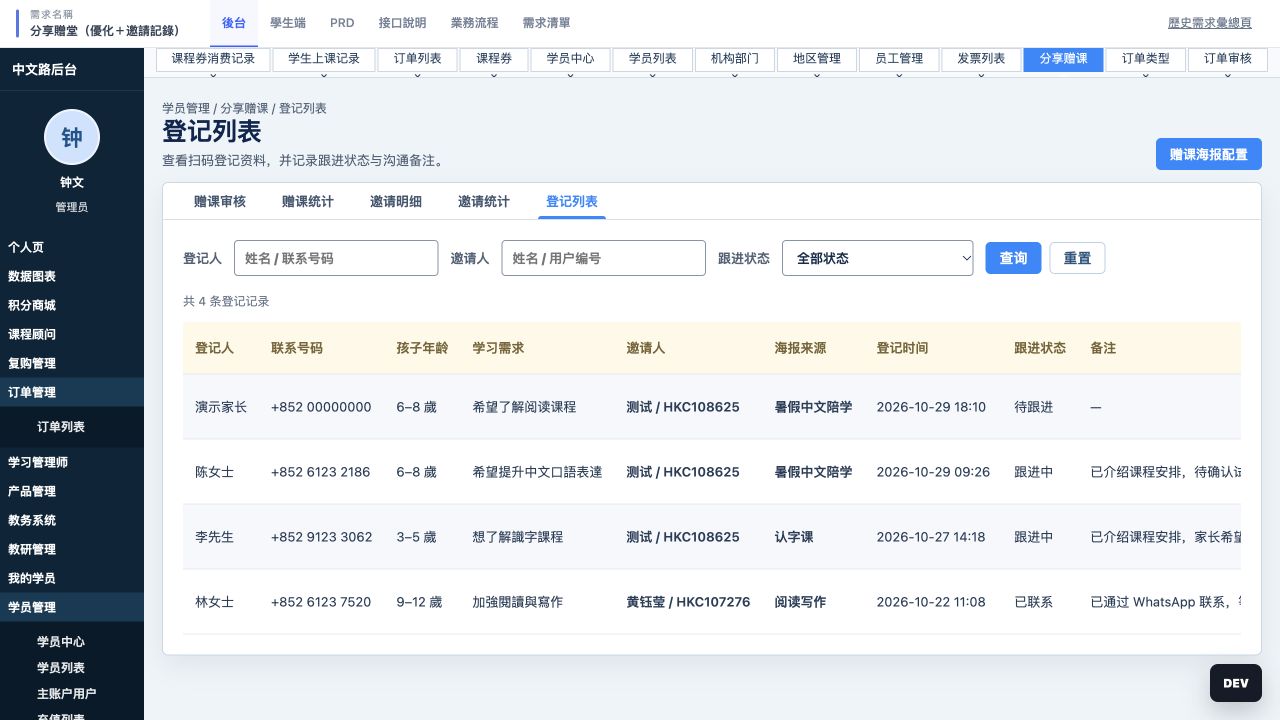 需求名稱
分享贈堂（優化＋邀請記錄）
後台 學生端 PRD 接口說明 業務流程 需求清單
歷史需求彙總頁
中文路后台
钟
钟文
管理员
个人页
数据图表
积分商城
课程顾问
复购管理
订单管理
订单列表
学习管理师
产品管理
教务系统
教研管理
我的学员
学员管理
学员中心
学员列表
主账户用户
充值列表
课程券消费记录 学生上课记录 订单列表 课程券 学员中心 学员列表 机构部门 地区管理 员工管理 发票列表 分享赠课 订单类型 订单审核
学员管理 / 分享赠课 / 登记列表
登记列表
查看扫码登记资料，并记录跟进状态与沟通备注。
赠课海报配置
赠课审核 赠课统计 邀请明细 邀请统计 登记列表
登记人 姓名 / 联系号码 邀请人 姓名 / 用户编号 跟进状态 全部状态 查询 重置
共 4 条登记记录
登记人 联系号码 孩子年龄 学习需求 邀请人 海报来源 登记时间 跟进状态 备注
演示家长 +852 00000000 6–8 歲 希望了解阅读课程 测试 / HKC108625 暑假中文陪学 2026-10-29 18:10 待跟进 —
陈女士 +852 6123 2186 6–8 歲 希望提升中文口語表達 测试 / HKC108625 暑假中文陪学 2026-10-29 09:26 跟进中 已介绍课程安排，待确认试
李先生 +852 9123 3062 3–5 歲 想了解識字課程 测试 / HKC108625 认字课 2026-10-27 14:18 跟进中 已介绍课程安排，家长希望
林女士 +852 6123 7520 9–12 歲 加強閱讀與寫作 黄钰莹 / HKC107276 阅读写作 2026-10-22 11:08 已联系 已通过 WhatsApp 联系，
DEV